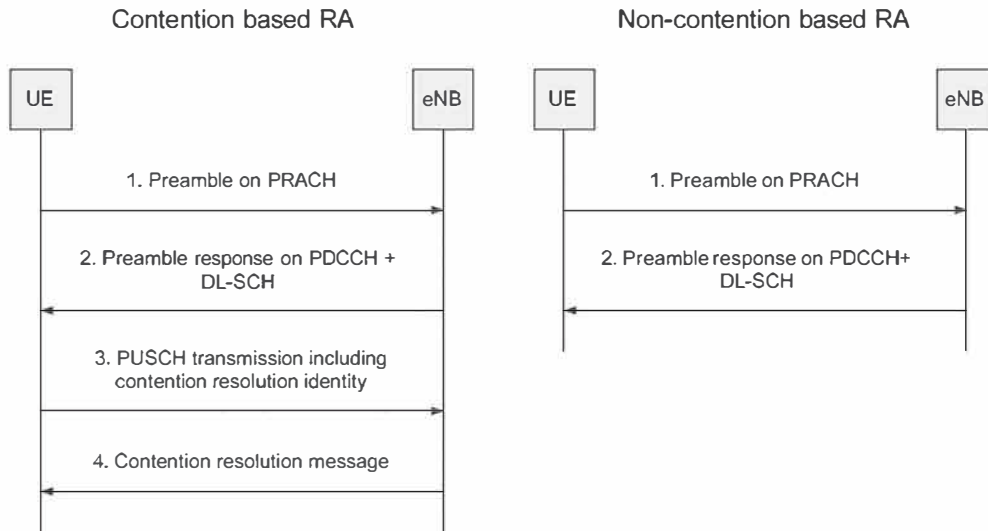 Contention based RA
UE
eNB
1. Preamble on PRACH
2. Preamble response on PDCCH +
DL-SCH
3. PUSCH transmission including
contention resolution identity
4. Contention resolution message
Non-contention based RA
UE
eNB
1. Preamble on PRACH
2. Preamble response on PDCCH+
DL-SCH